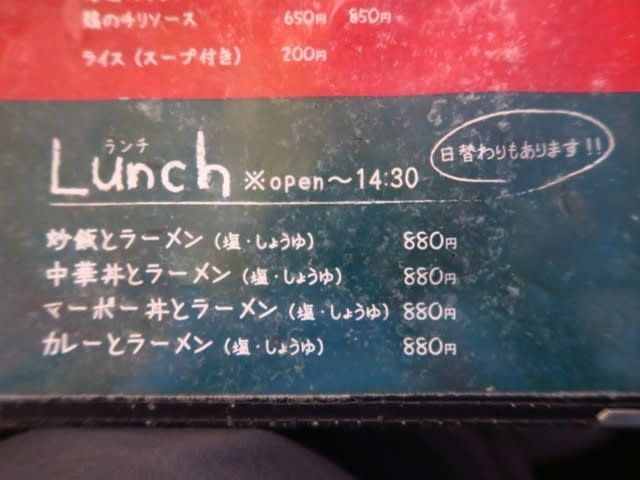 鶏のチリソース 650円 850円
ライス(スープ付き) 200円
ランチ
Lunch ※open～14:30
日替わりもあります!!
炒飯とラーメン(塩・しょうゆ) 880円
中華丼とラーメン(塩・しょうゆ) 880円
マーボー丼とラーメン(塩・しょうゆ) 880円
カレーとラーメン(塩・しょうゆ) 880円